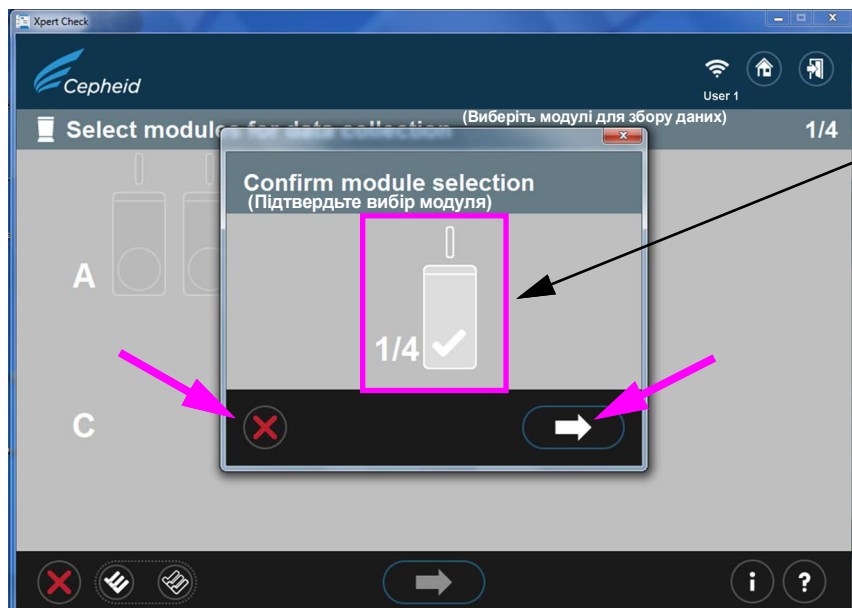 Xpert Check
Cepheid
User 1
Select modules for data collection
(Виберіть модулі для збору даних)
1/4
Confirm module selection
(Підтвердьте вибір модуля)
A
1/4
C
i
?